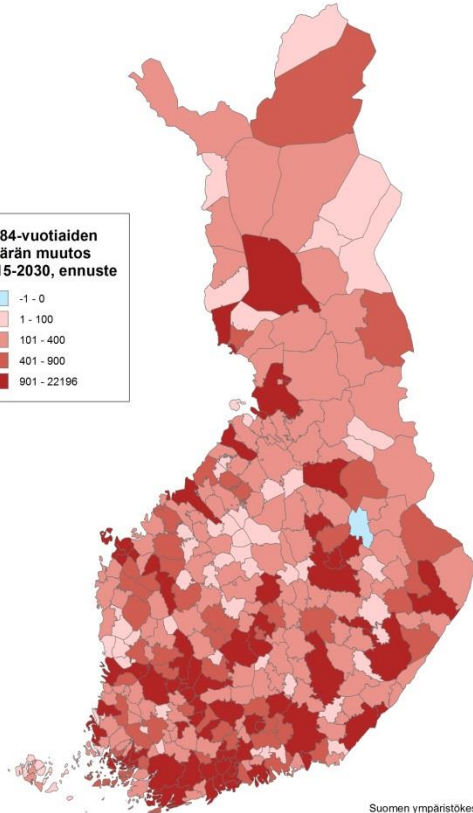 84-vuotiaiden
ärän muutos
15-2030, ennuste
-1 - 0
1 - 100
101 - 400
401 - 900
901 - 22196
Suomen ympäristökes